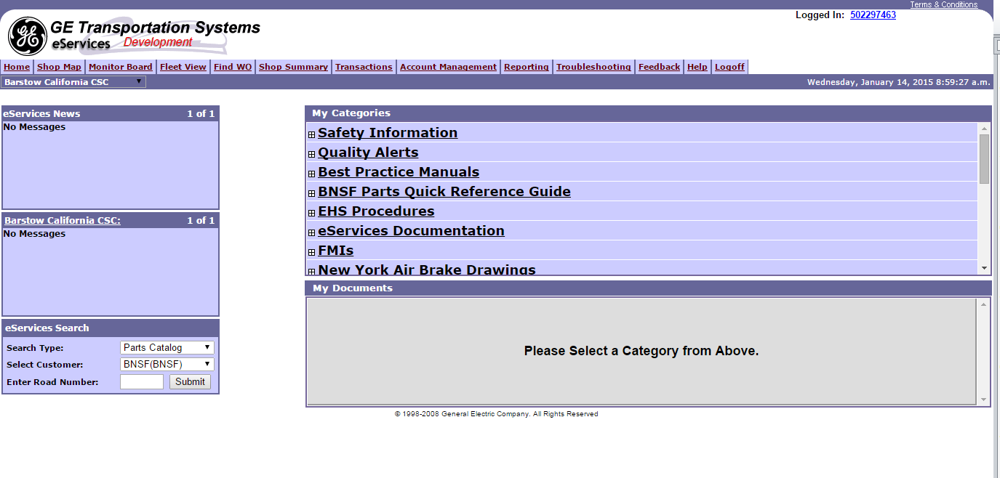 Terms & Conditions
Logged In: 502297463
GE Transportation Systems
eServices Development
Home Shop Map Monitor Board Fleet View Find WO Shop Summary Transactions Account Management Reporting Troubleshooting Feedback Help Logoff
Barstow California CSC
Wednesday, January 14, 2015 8:59:27 a.m.
eServices News 1 of 1
No Messages
Barstow California CSC: 1 of 1
No Messages
eServices Search
Search Type: Parts Catalog
Select Customer: BNSF(BNSF)
Enter Road Number: Submit
My Categories
Safety Information
Quality Alerts
Best Practice Manuals
BNSF Parts Quick Reference Guide
EHS Procedures
eServices Documentation
FMIs
New York Air Brake Drawings
My Documents
Please Select a Category from Above.
© 1998-2008 General Electric Company. All Rights Reserved